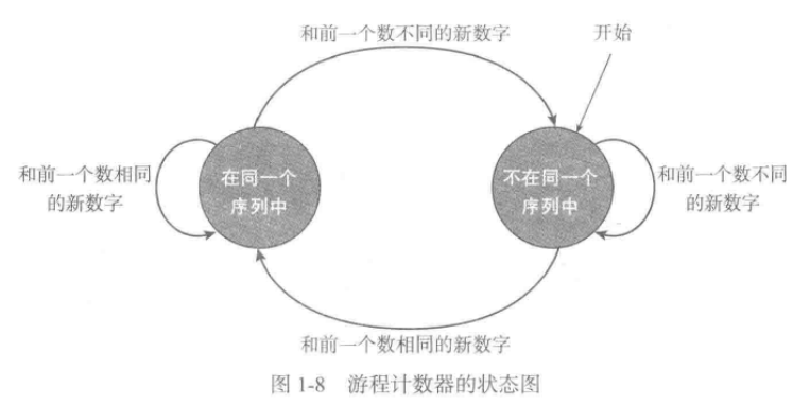 和前一个数不同的新数字
开始
和前一个数相同
的新数字
在同一个
序列中
不在同一个
序列中
和前一个数不同
的新数字
和前一个数相同的新数字
图 1-8 游程计数器的状态图